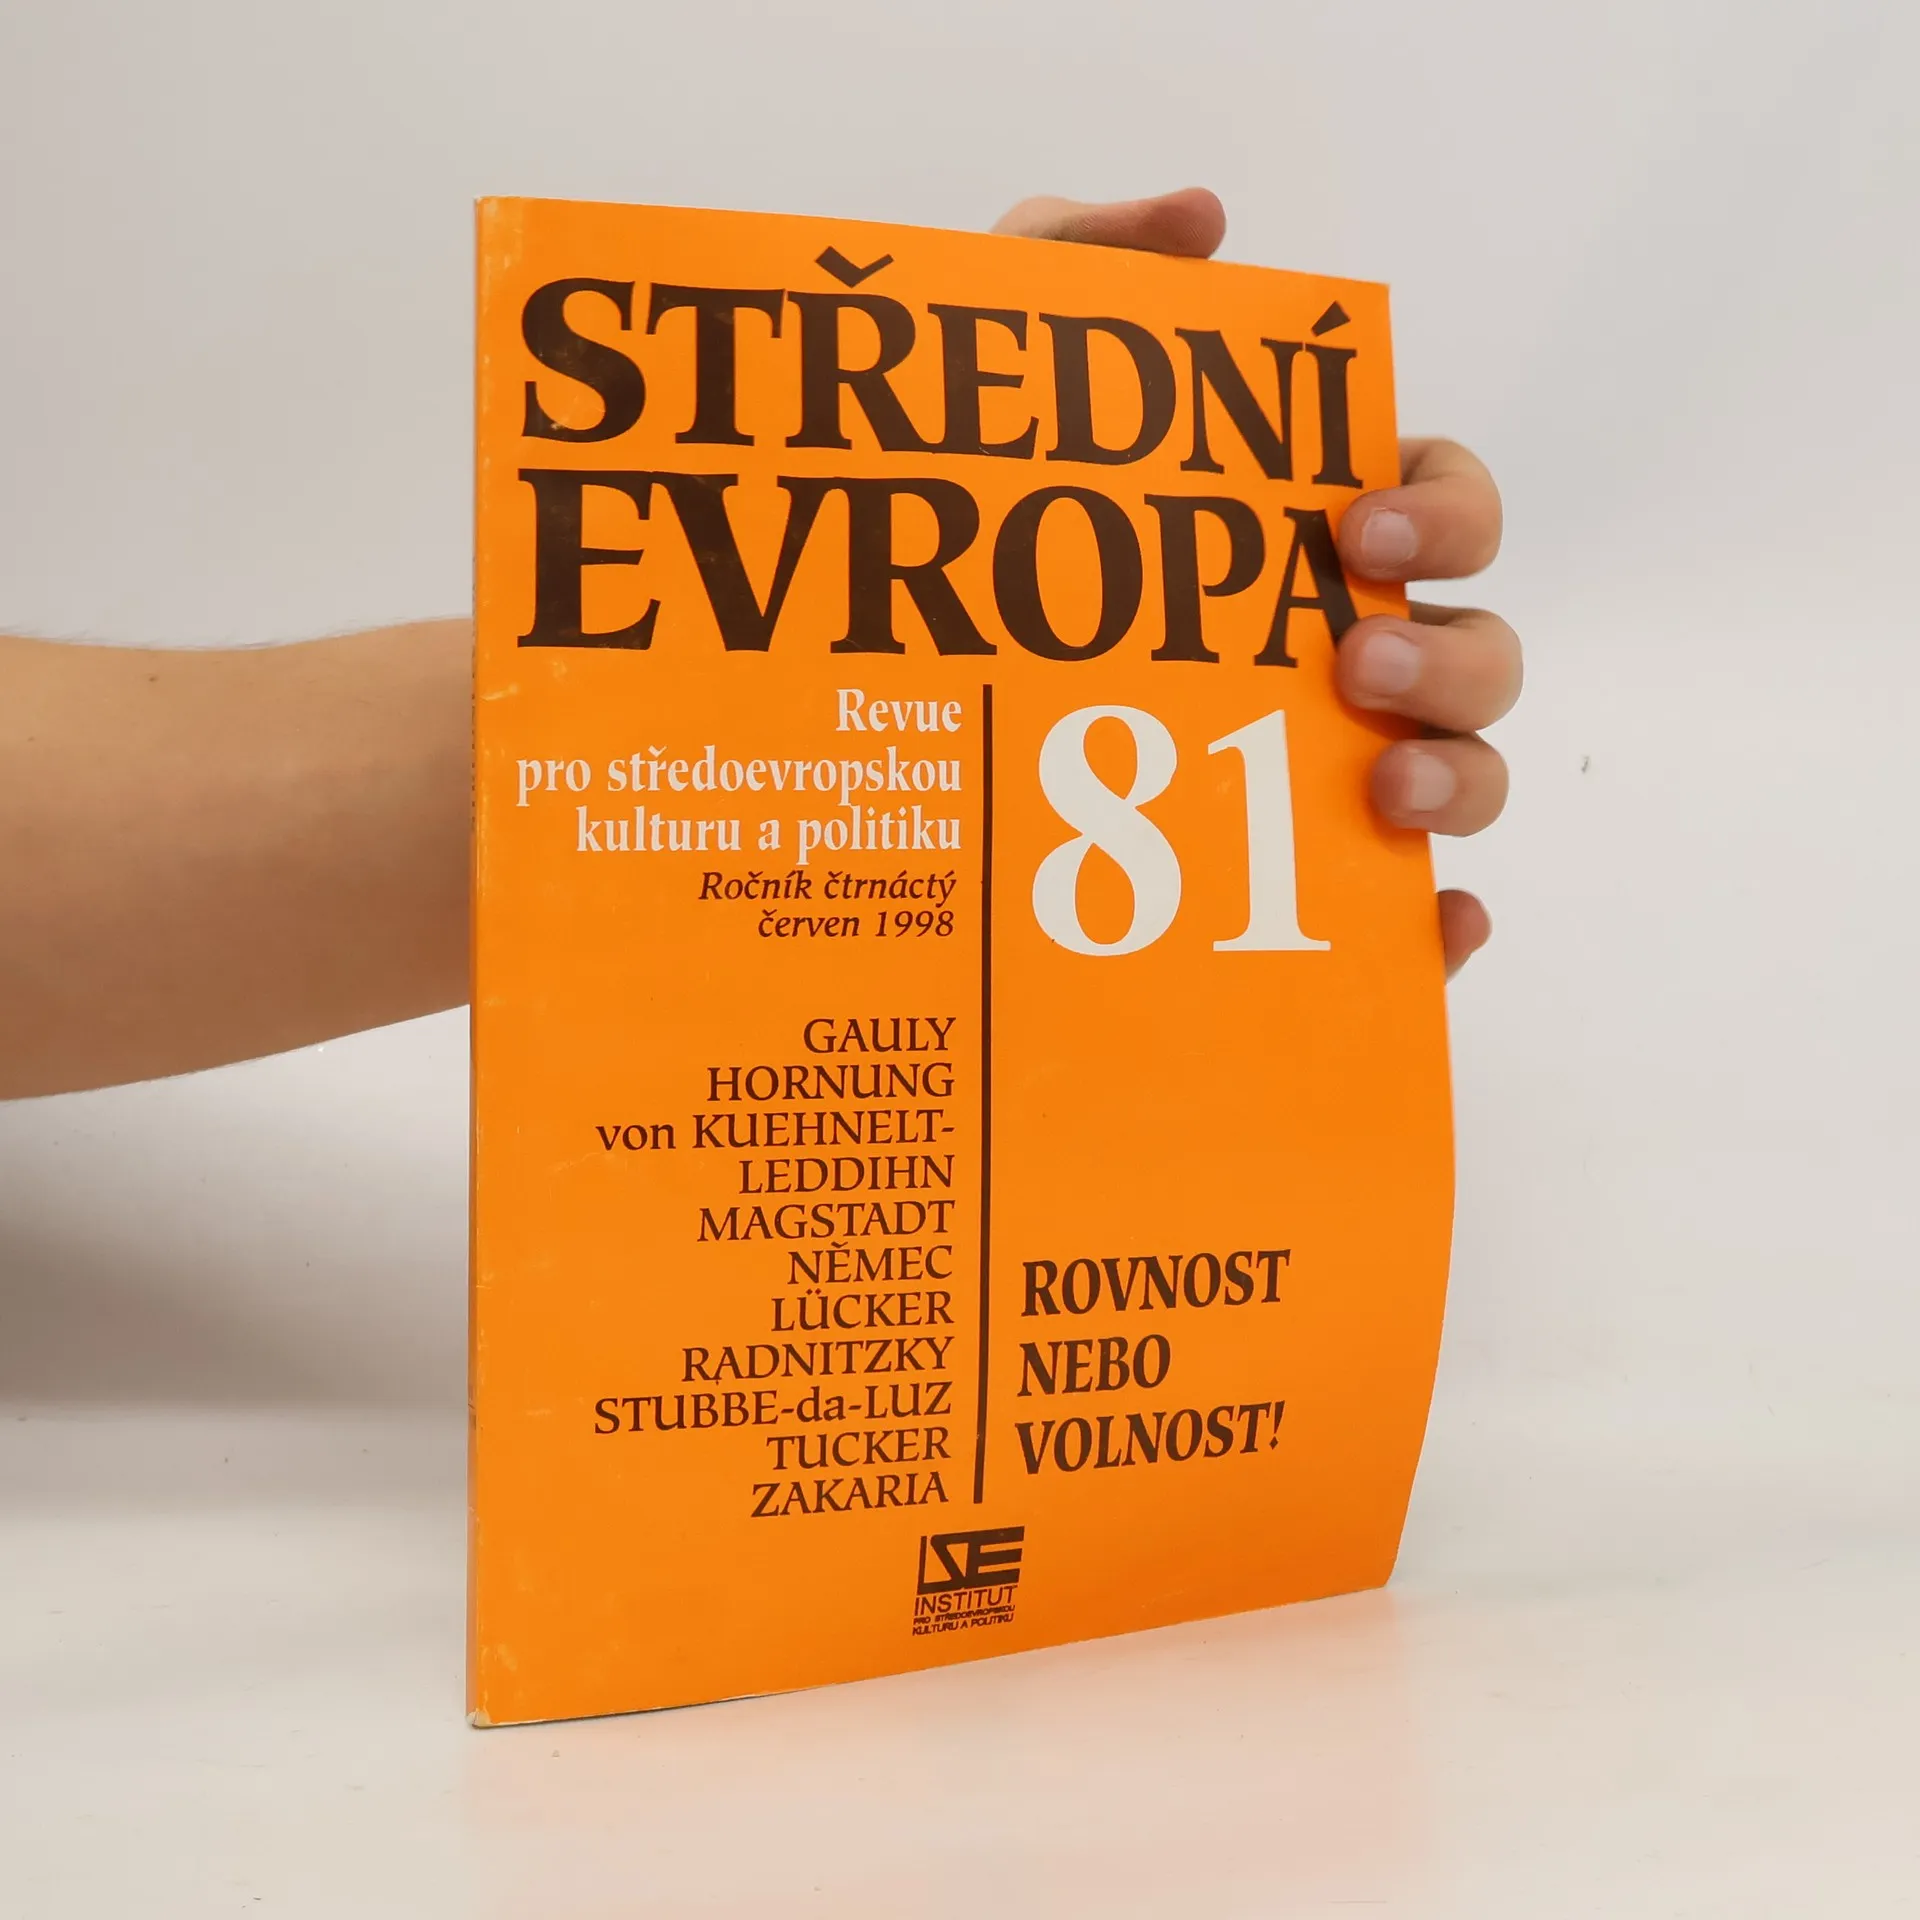 STŘEDNÍ
EVROPA
Revue
pro středoevropskou
kulturu a politiku
Ročník čtrnáctý
červen 1998
81
GAULY
HORNUNG
von KUEHNELT-
LEDDIHN
MAGSTADT
NĚMEC
LÜCKER
RADNITZKY
STUBBE-da-LUZ
TUCKER
ZAKARIA
ROVNOST
NEBO
VOLNOST!
ISE
INSTITUT
PRO STŘEDOEVROPSKOU
KULTURU A POLITIKU